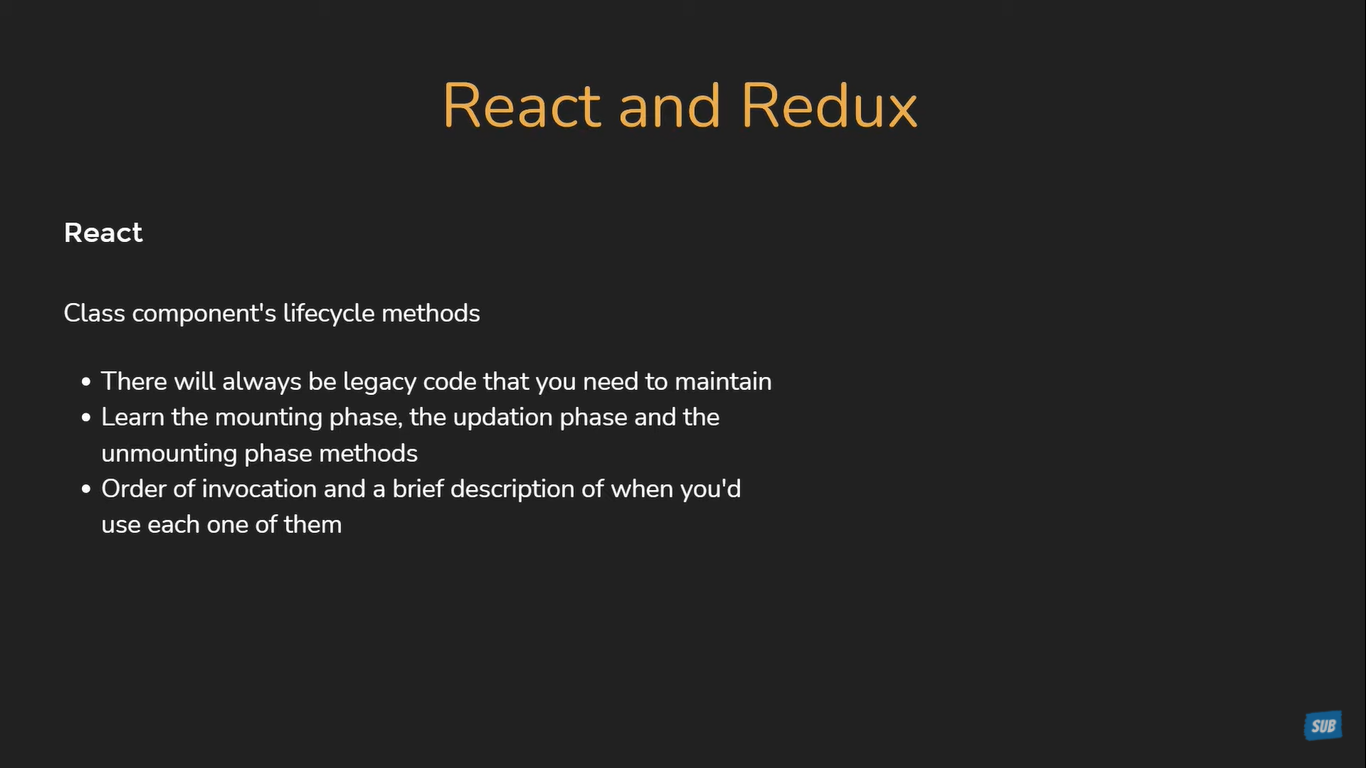 React and Redux
React
Class component's lifecycle methods
• There will always be legacy code that you need to maintain
• Learn the mounting phase, the updation phase and the
unmounting phase methods
• Order of invocation and a brief description of when you'd
use each one of them
SUB